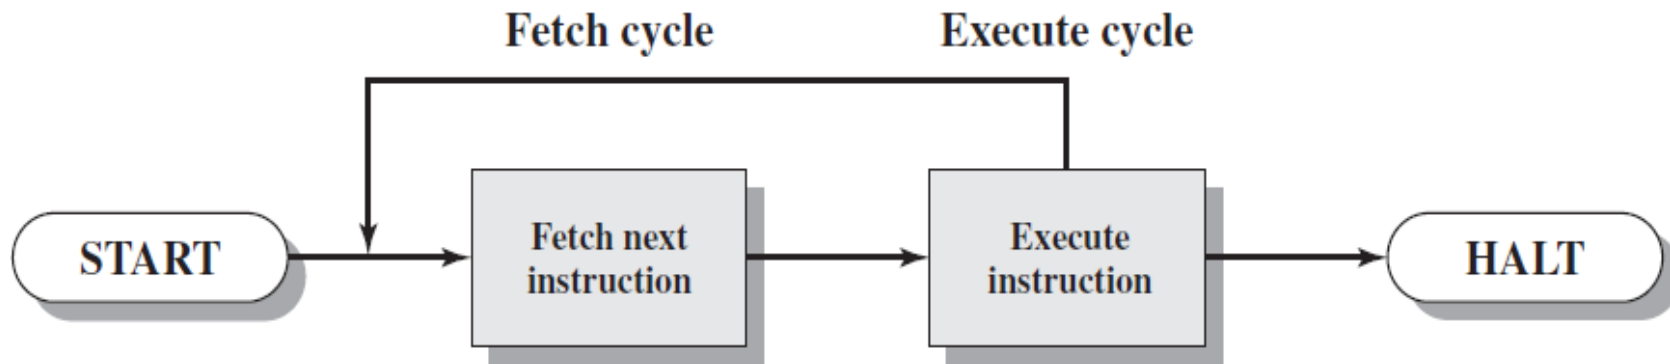 Fetch cycle
Execute cycle
START
Fetch next
instruction
Execute
instruction
HALT